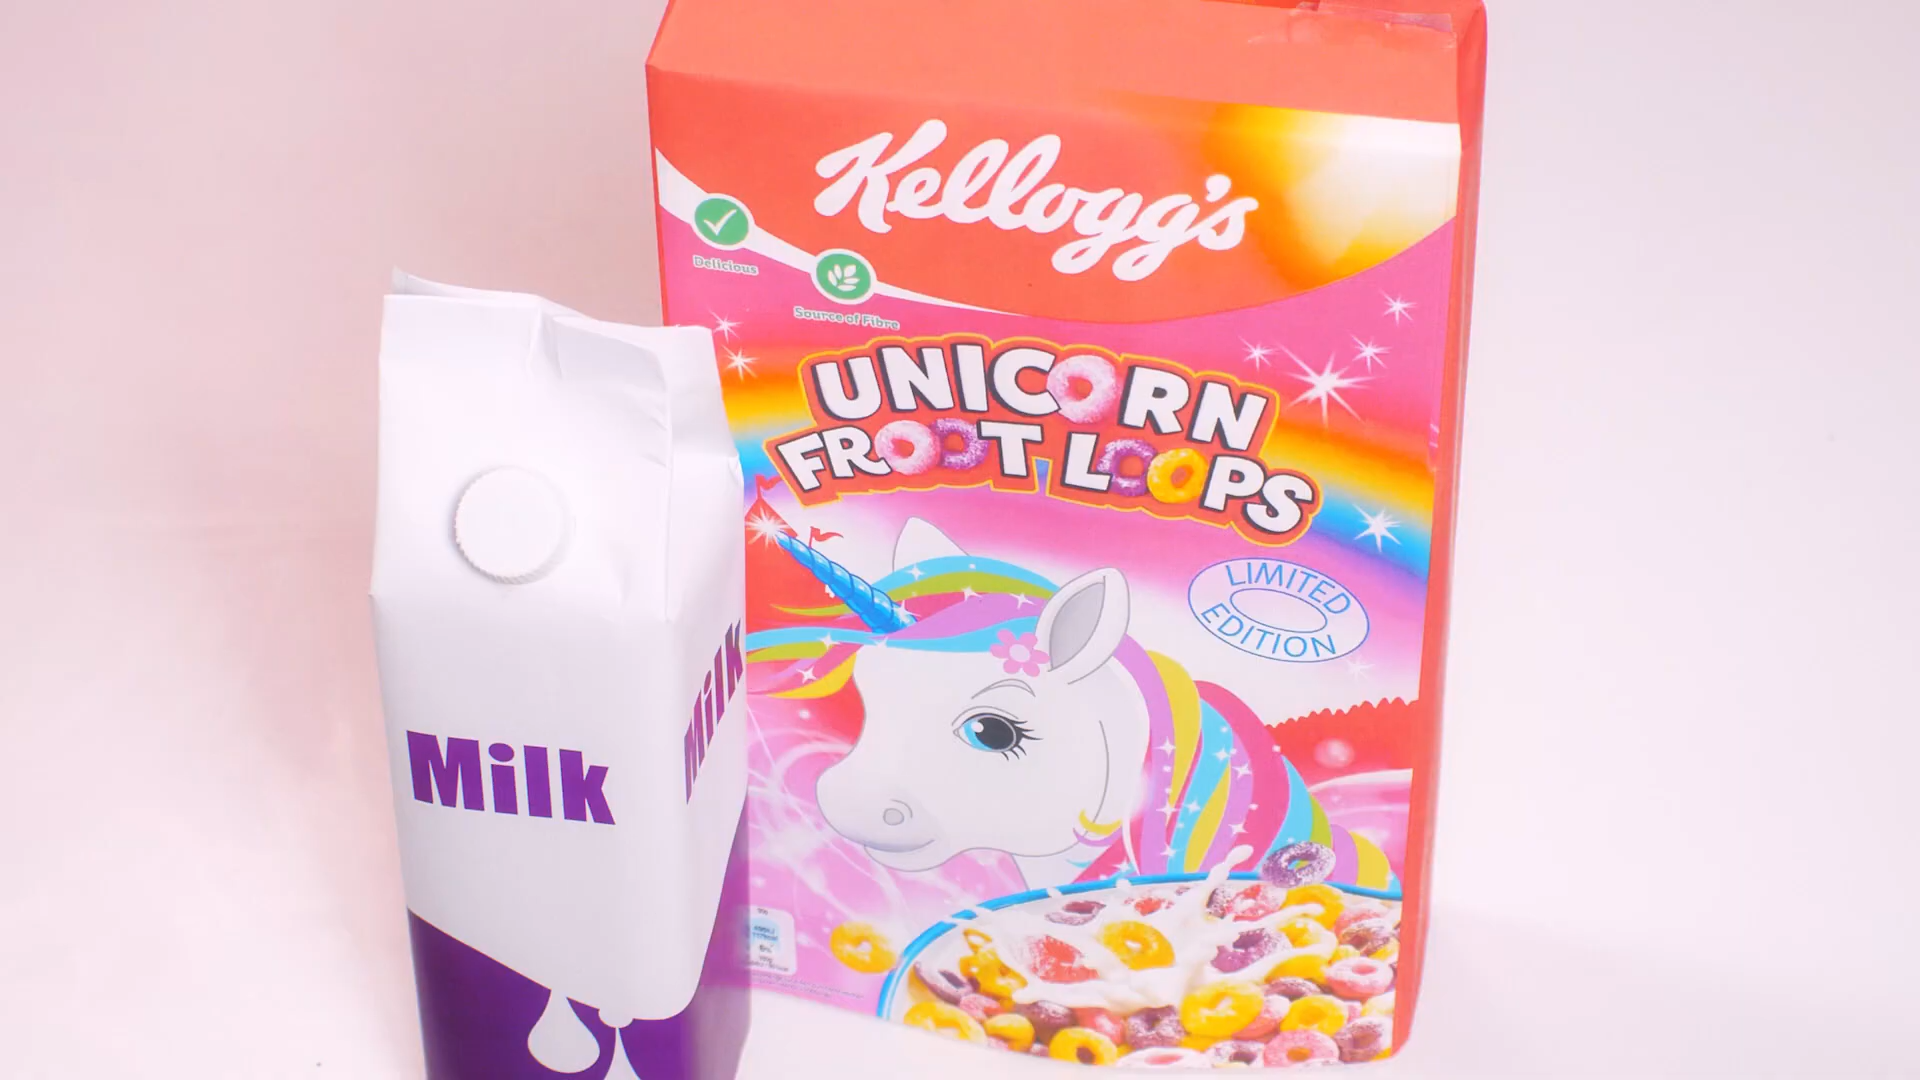 Kellogg's
Delicious
Source of Fibre
UNICORN
FROOT LOOPS
LIMITED
EDITION
Milk
Milk